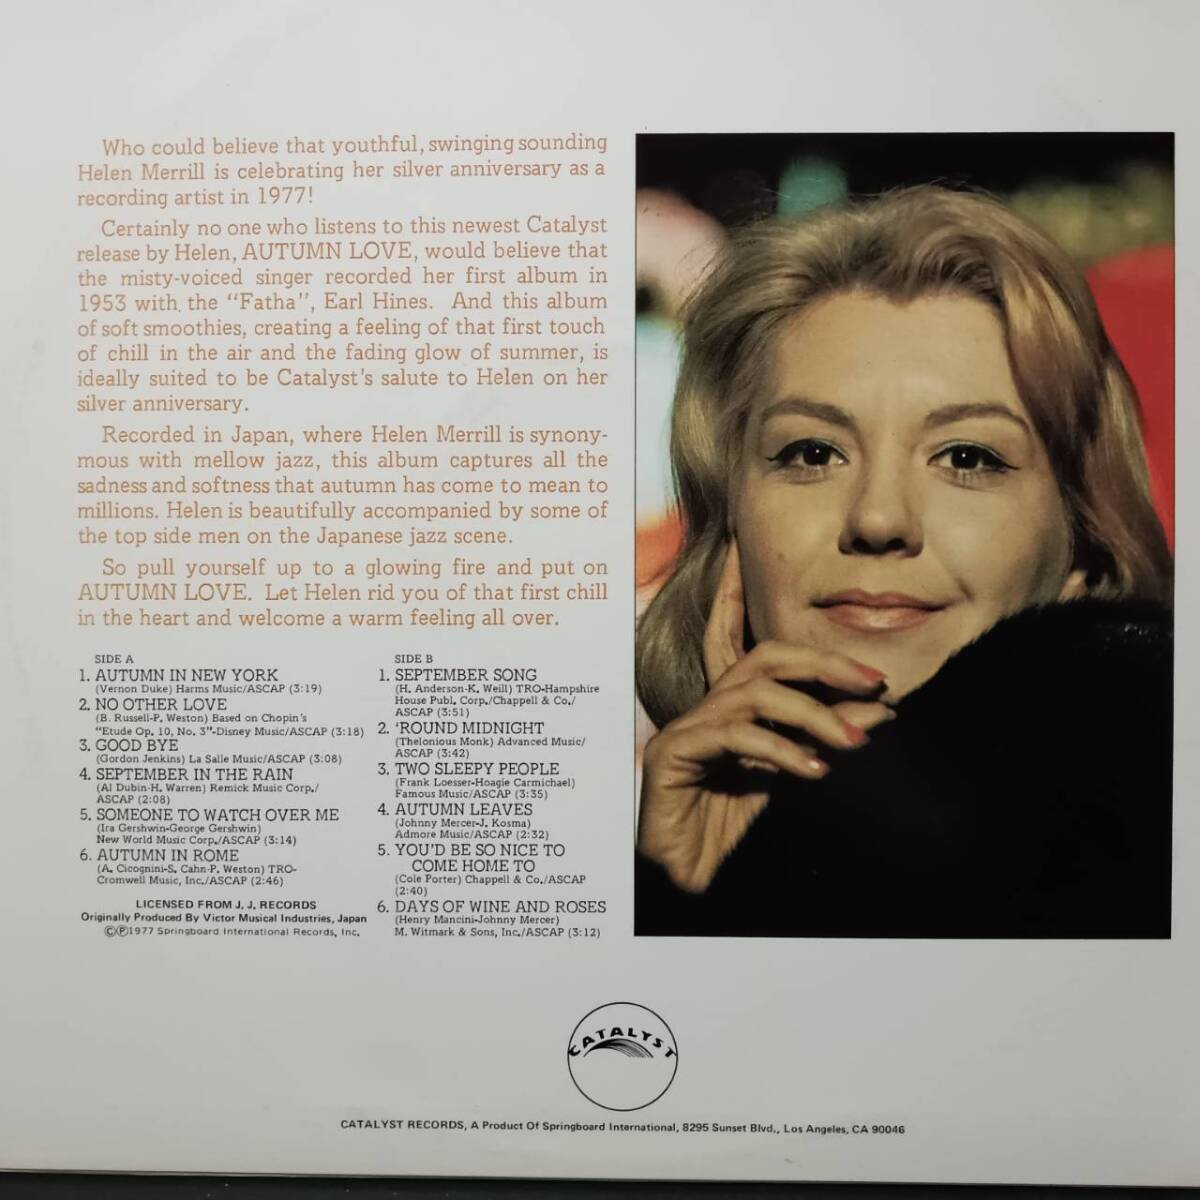 Who could believe that youthful, swinging sounding
Helen Merrill is celebrating her silver anniversary as a
recording artist in 1977!
Certainly no one who listens to this newest Catalyst
release by Helen, AUTUMN LOVE, would believe that
the misty-voiced singer recorded her first album in
1953 with the "Fatha", Earl Hines. And this album
of soft smoothies, creating a feeling of that first touch
of chill in the air and the fading glow of summer, is
ideally suited to be Catalyst's salute to Helen on her
silver anniversary.
Recorded in Japan, where Helen Merrill is synony-
mous with mellow jazz, this album captures all the
sadness and softness that autumn has come to mean to
millions. Helen is beautifully accompanied by some of
the top side men on the Japanese jazz scene.
So pull yourself up to a glowing fire and put on
AUTUMN LOVE. Let Helen rid you of that first chill
in the heart and welcome a warm feeling all over.
SIDE A
1. AUTUMN IN NEW YORK
(Vernon Duke) Harms Music/ASCAP (3:19)
2. NO OTHER LOVE
(B. Russell-P. Weston) Based on Chopin's
"Etude Op. 10, No. 3"-Disney Music/ASCAP (3:18)
3. GOOD BYE
(Gordon Jenkins) La Salle Music/ASCAP (3:08)
4. SEPTEMBER IN THE RAIN
(Al Dubin-H. Warren) Remick Music Corp./
ASCAP (2:08)
5. SOMEONE TO WATCH OVER ME
(Ira Gershwin-George Gershwin)
New World Music Corp./ASCAP (3:14)
6. AUTUMN IN ROME
(A. Cicognini-S. Cahn-P. Weston) TRO-
Cromwell Music, Inc./ASCAP (2:46)
LICENSED FROM J. J. RECORDS
Originally Produced By Victor Musical Industries, Japan
©Ⓟ1977 Springboard International Records, Inc.
SIDE B
1. SEPTEMBER SONG
(H. Anderson-K. Weill) TRO-Hampshire
House Publ. Corp./Chappell & Co./
ASCAP (3:51)
2. 'ROUND MIDNIGHT
(Thelonious Monk) Advanced Music/
ASCAP (3:42)
3. TWO SLEEPY PEOPLE
(Frank Loesser-Hoagie Carmichael)
Famous Music/ASCAP (3:35)
4. AUTUMN LEAVES
(Johnny Mercer-J. Kosma)
Admore Music/ASCAP (2:32)
5. YOU'D BE SO NICE TO
COME HOME TO
(Cole Porter) Chappell & Co./ASCAP
(2:40)
6. DAYS OF WINE AND ROSES
(Henry Mancini-Johnny Mercer)
M. Witmark & Sons, Inc./ASCAP (3:12)
CATALYST
CATALYST RECORDS, A Product Of Springboard International, 8295 Sunset Blvd., Los Angeles, CA 90046